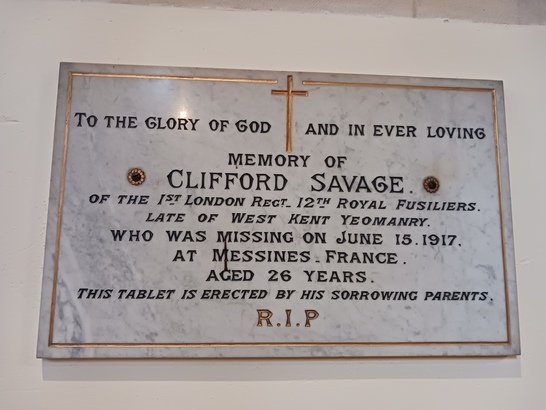 TO THE GLORY OF GOD AND IN EVER LOVING
MEMORY OF
CLIFFORD SAVAGE.
OF THE 1ST LONDON REGT. 12TH ROYAL FUSILIERS.
LATE OF WEST KENT YEOMANRY.
WHO WAS MISSING ON JUNE 15. 1917,
AT MESSINES. FRANCE.
AGED 26 YEARS.
THIS TABLET IS ERECTED BY HIS SORROWING PARENTS.
R.I.P